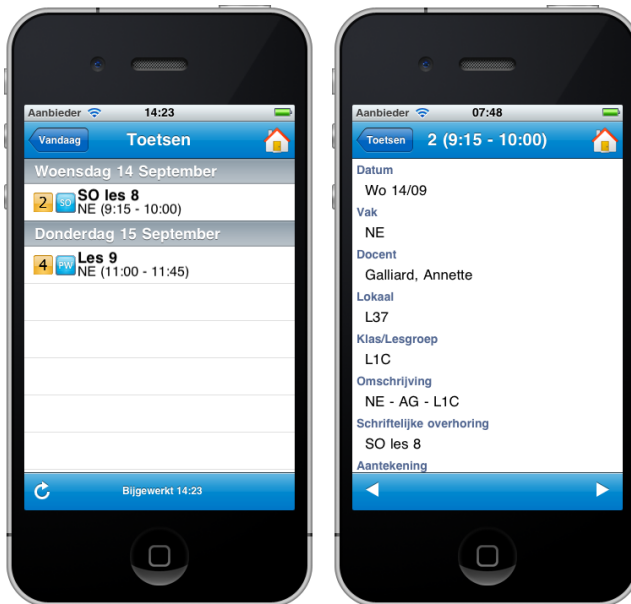 Aanbieder 14:23
Vandaag Toetsen
Woensdag 14 September
2 SO SO les 8
NE (9:15 - 10:00)
Donderdag 15 September
4 PW Les 9
NE (11:00 - 11:45)
Bijgewerkt 14:23
Aanbieder 07:48
Toetsen 2 (9:15 - 10:00)
Datum
Wo 14/09
Vak
NE
Docent
Galliard, Annette
Lokaal
L37
Klas/Lesgroep
L1C
Omschrijving
NE - AG - L1C
Schriftelijke overhoring
SO les 8
Aantekening